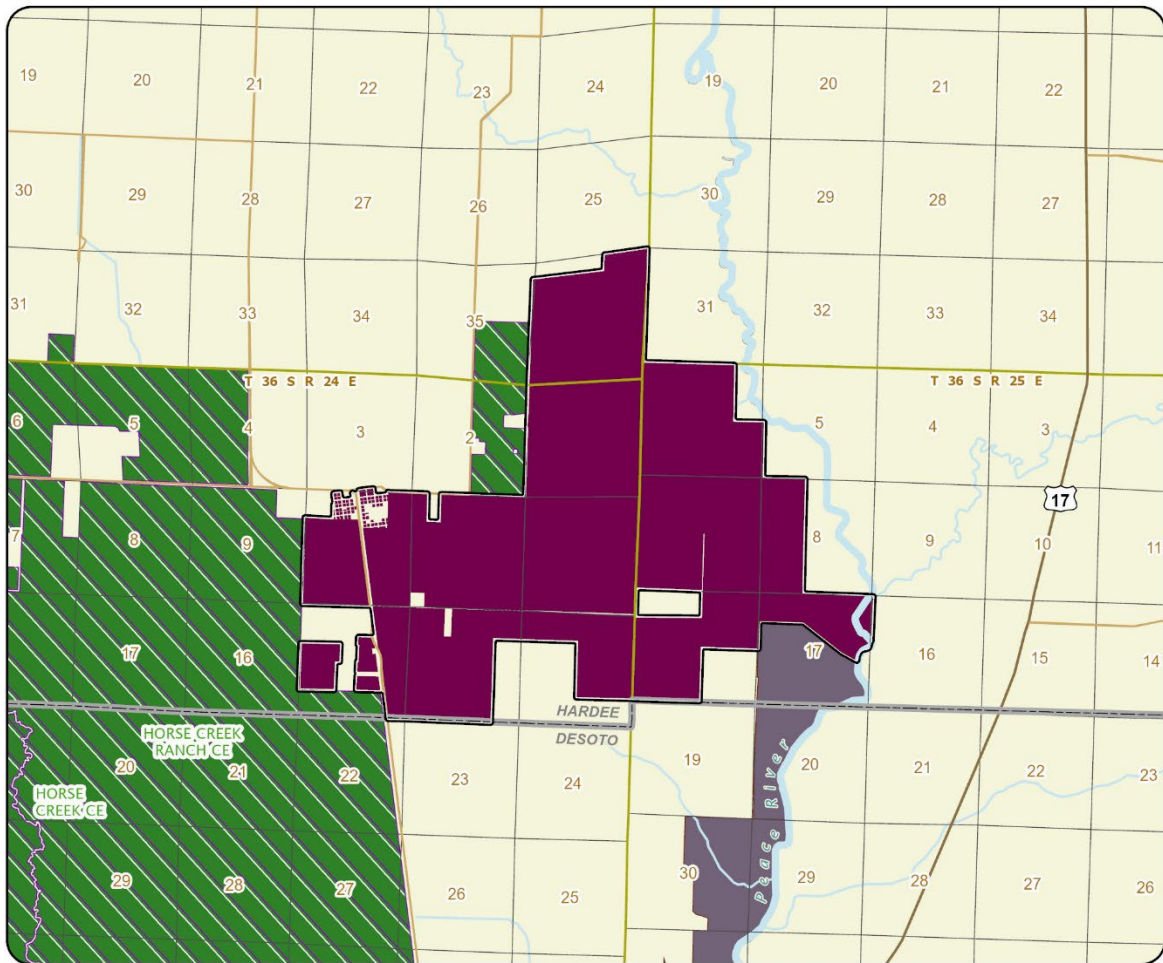 19 20 21 22 23 24 19 20 21 22
30 29 28 27 26 25 30 29 28 27
31 32 33 34 35 31 32 33 34
T 36 S R 24 E T 36 S R 25 E
6 5 4 3 2 5 4 3
17
7 8 9 8 9 10 11
17 16 17 16 15 14
HARDEE
DESOTO
HORSE CREEK
RANCH CE
20 21 22 23 24 19 20 21 22 23
HORSE
CREEK CE
Peace River
29 28 27 26 25 30 29 28 27 26